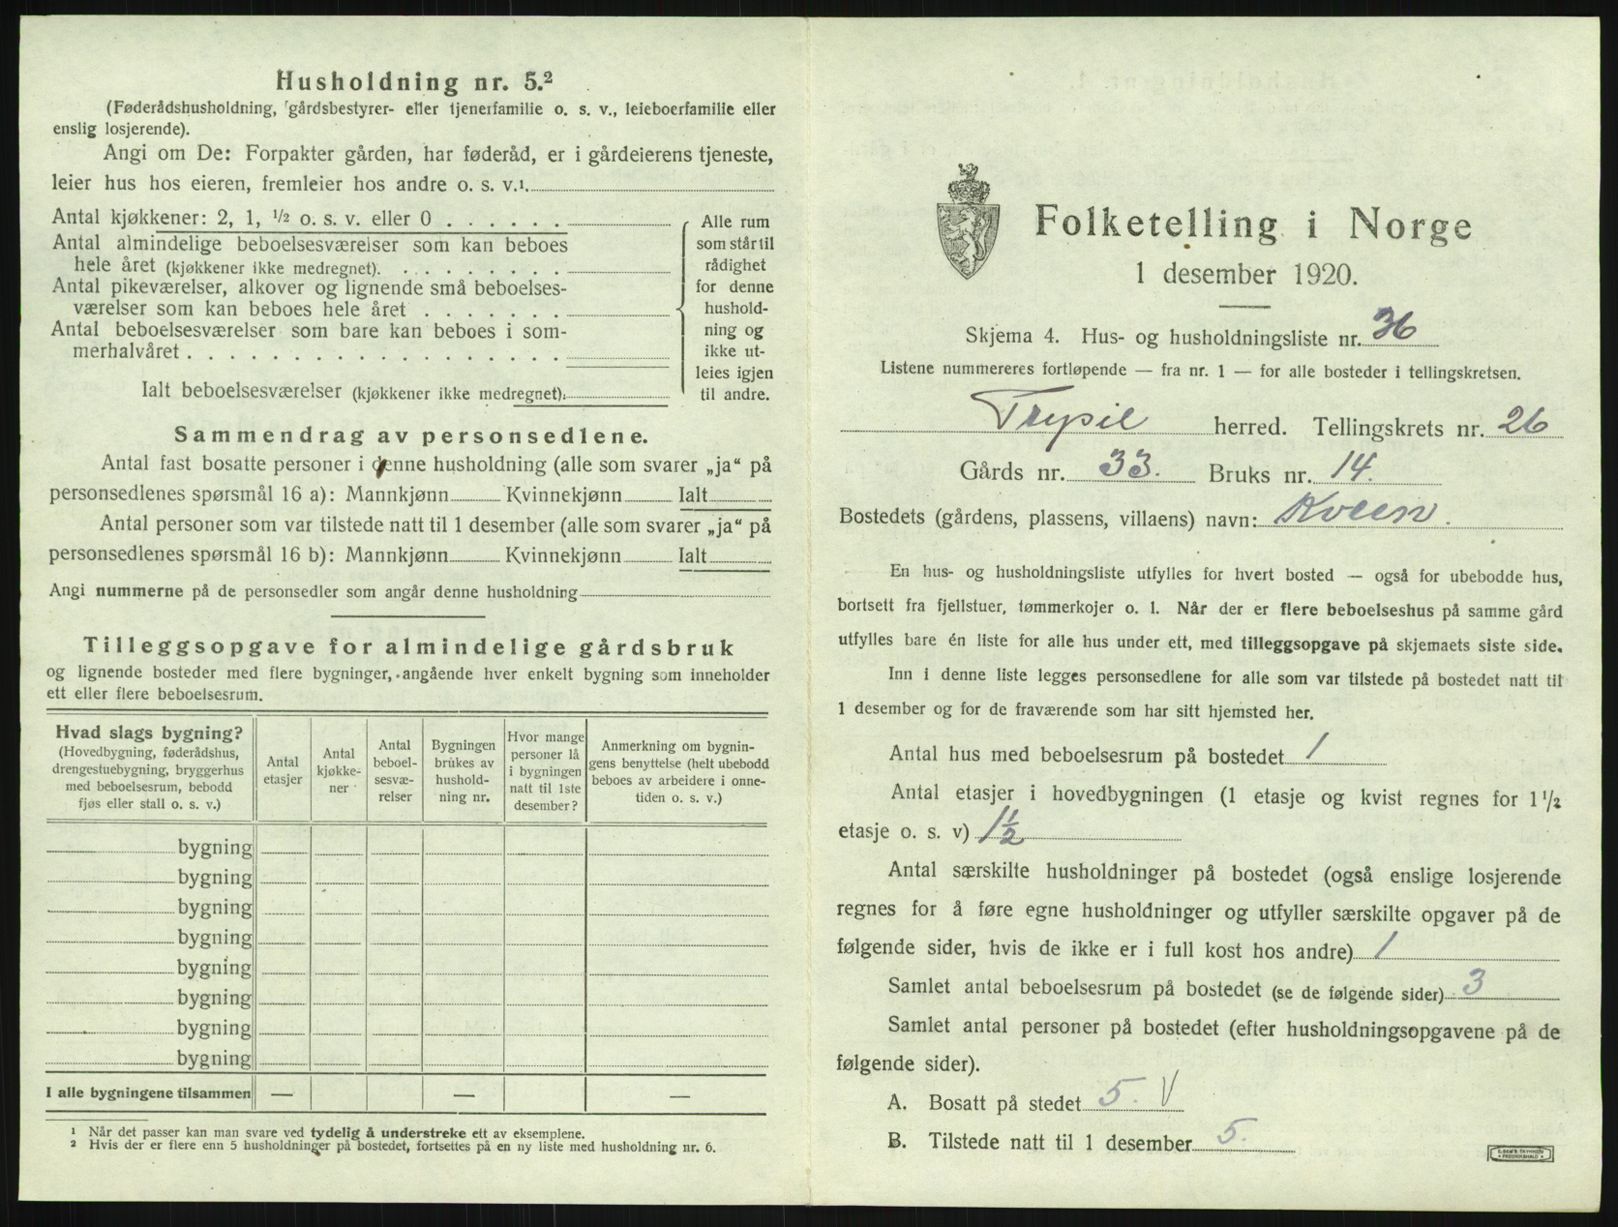 Husholdning nr. 5.²
(Føderådshusholdning, gårdsbestyrer- eller tjenerfamilie o. s. v., leieboerfamilie eller
enslig losjerende).
Angi om De: Forpakter gården, har føderåd, er i gårdeierens tjeneste,
leier hus hos eieren, fremleier hos andre o. s. v.¹
Antal kjøkkener: 2, 1, ½ o. s. v. eller 0
Antal almindelige beboelsesværelser som kan beboes
hele året (kjøkkener ikke medregnet).
Antal pikeværelser, alkover og lignende små beboelses-
værelser som kan beboes hele året
Antal beboelsesværelser som bare kan beboes i som-
merhalvåret
Ialt beboelsesværelser (kjøkkener ikke medregnet).
Alle rum
som står til
rådighet
for denne
hushold-
ning og
ikke ut-
leies igjen
til andre.
Sammendrag av personsedlene.
Antal fast bosatte personer i denne husholdning (alle som svarer „ja“ på
personsedlenes spørsmål 16 a): Mannkjønn Kvinnekjønn Ialt
Antal personer som var tilstede natt til 1 desember (alle som svarer „ja“ på
personsedlenes spørsmål 16 b): Mannkjønn Kvinnekjønn Ialt
Angi nummerne på de personsedler som angår denne husholdning
Tilleggsopgave for almindelige gårdsbruk
og lignende bosteder med flere bygninger, angående hver enkelt bygning som inneholder
ett eller flere beboelsesrum.
Hvad slags bygning?
(Hovedbygning, føderådshus,
drengestuebygning, bryggerhus
med beboelsesrum, bebodd
fjøs eller stall o. s. v.)
Antal
etasjer
Antal
kjøkke-
ner
Antal
beboel-
sesvæ-
relser
Bygningen
brukes av
hushold-
ning nr.
Hvor mange
personer lå
i bygningen
natt til 1ste
desember?
Anmerkning om bygnin-
gens benyttelse (helt ubebodd
beboes av arbeidere i onne-
tiden o. s. v.)
bygning
bygning
bygning
bygning
bygning
bygning
bygning
bygning
I alle bygningene tilsammen — — —
¹ Når det passer kan man svare ved tydelig å understreke ett av eksemplene.
² Hvis der er flere enn 5 husholdninger på bostedet, fortsettes på en ny liste med husholdning nr. 6.
Folketelling i Norge
1 desember 1920.
Skjema 4. Hus- og husholdningsliste nr. 36
Listene nummereres fortløpende — fra nr. 1 — for alle bosteder i tellingskretsen.
Trysil herred. Tellingskrets nr. 26
Gårds nr. 33. Bruks nr. 14.
Bostedets (gårdens, plassens, villaens) navn: Kveen.
En hus- og husholdningsliste utfylles for hvert bosted — også for ubebodde hus,
bortsett fra fjellstuer, tømmerkojer o. l. Når der er flere beboelseshus på samme gård
utfylles bare én liste for alle hus under ett, med tilleggsopgave på skjemaets siste side.
Inn i denne liste legges personsedlene for alle som var tilstede på bostedet natt til
1 desember og for de fraværende som har sitt hjemsted her.
Antal hus med beboelsesrum på bostedet 1
Antal etasjer i hovedbygningen (1 etasje og kvist regnes for 1½
etasje o. s. v) 1½
Antal særskilte husholdninger på bostedet (også enslige losjerende
regnes for å føre egne husholdninger og utfyller særskilte opgaver på de
følgende sider, hvis de ikke er i full kost hos andre) 1
Samlet antal beboelsesrum på bostedet (se de følgende sider) 3
Samlet antal personer på bostedet (efter husholdningsopgavene på de
følgende sider).
A. Bosatt på stedet 5. V
B. Tilstede natt til 1 desember 5.